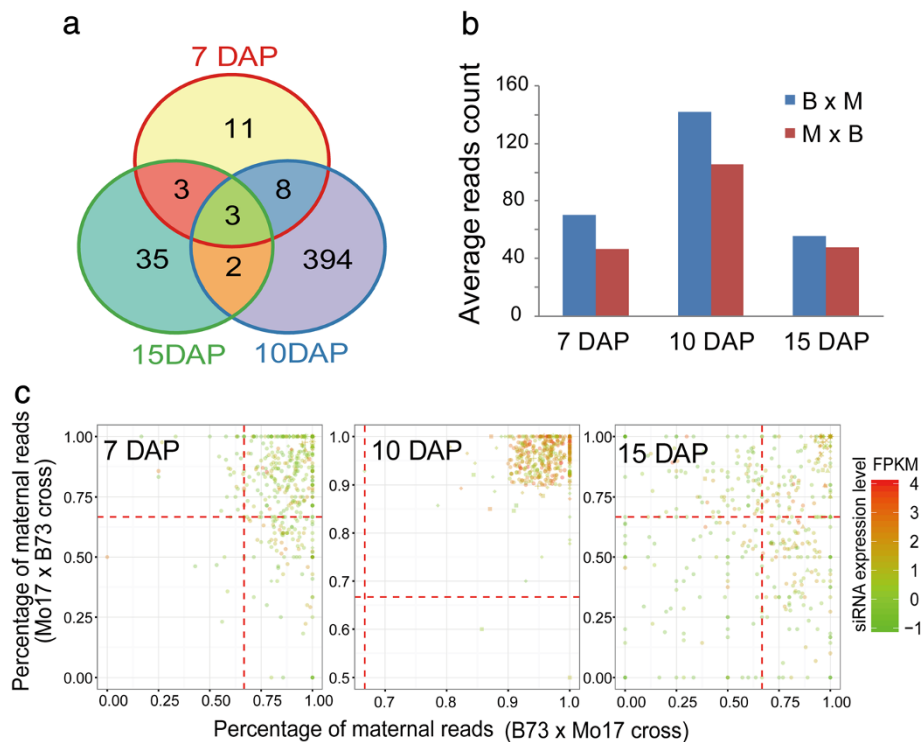 a
7 DAP
11
3
8
3
35
2
394
15DAP
10DAP
b
Average reads count
160
120
80
40
0
B x M
M x B
7 DAP
10 DAP
15 DAP
c
Percentage of maternal reads
(Mo17 x B73 cross)
7 DAP
1.00
0.75
0.50
0.25
0.00
0.00
0.25
0.50
0.75
1.00
10 DAP
1.0
0.9
0.8
0.7
0.6
0.5
0.7
0.8
0.9
1.0
15 DAP
1.00
0.75
0.50
0.25
0.00
0.00
0.25
0.50
0.75
1.00
siRNA expression level
FPKM
4
3
2
1
0
−1
Percentage of maternal reads (B73 x Mo17 cross)